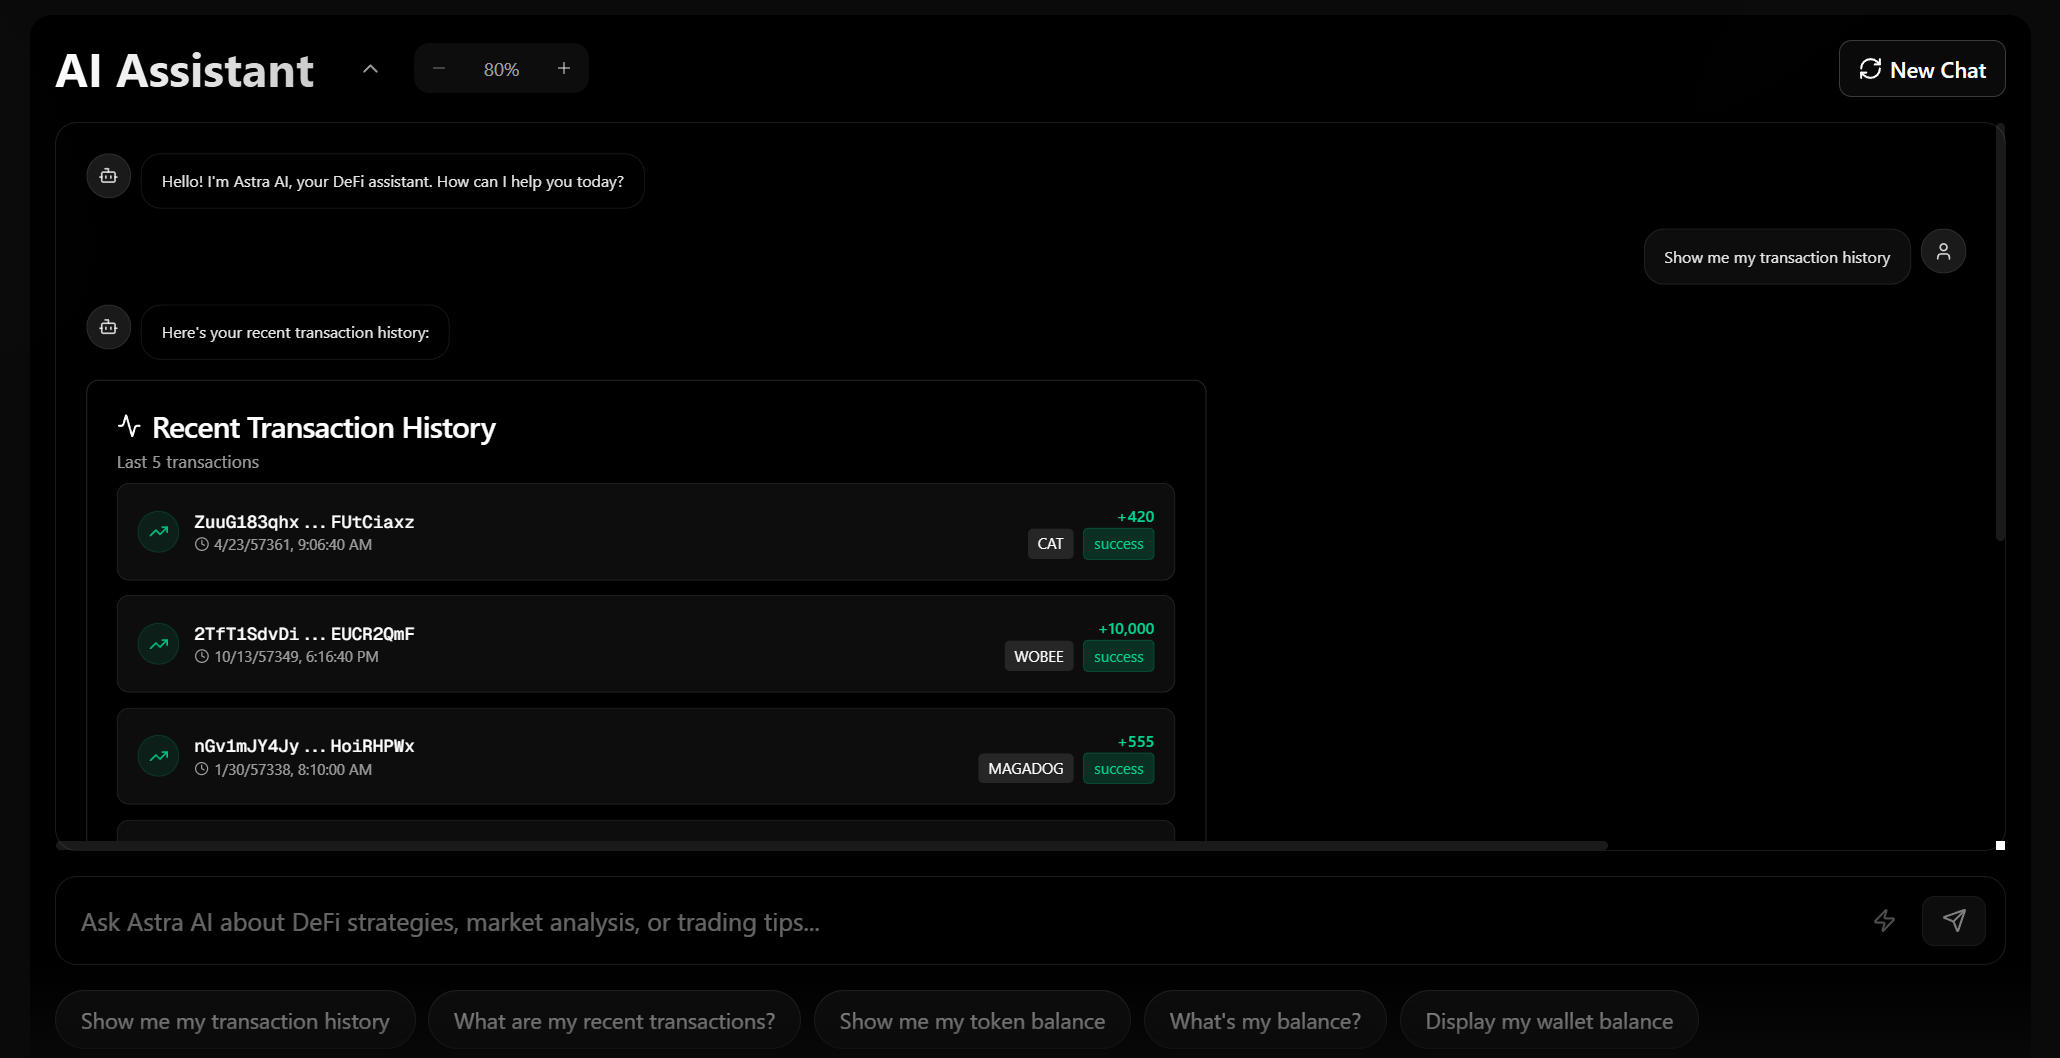 AI Assistant
80%
New Chat
Hello! I'm Astra AI, your DeFi assistant. How can I help you today?
Show me my transaction history
Here's your recent transaction history:
Recent Transaction History
Last 5 transactions
ZuuG183qhx...FUtCiaxz
+420
4/23/57361, 9:06:40 AM
CAT
success
2TfT1SdvDi...EUCR2QmF
+10,000
10/13/57349, 6:16:40 PM
WOBEE
success
nGv1mJY4Jy...HoiRHPWx
+555
1/30/57338, 8:10:00 AM
MAGADOG
success
Ask Astra AI about DeFi strategies, market analysis, or trading tips...
Show me my transaction history
What are my recent transactions?
Show me my token balance
What's my balance?
Display my wallet balance